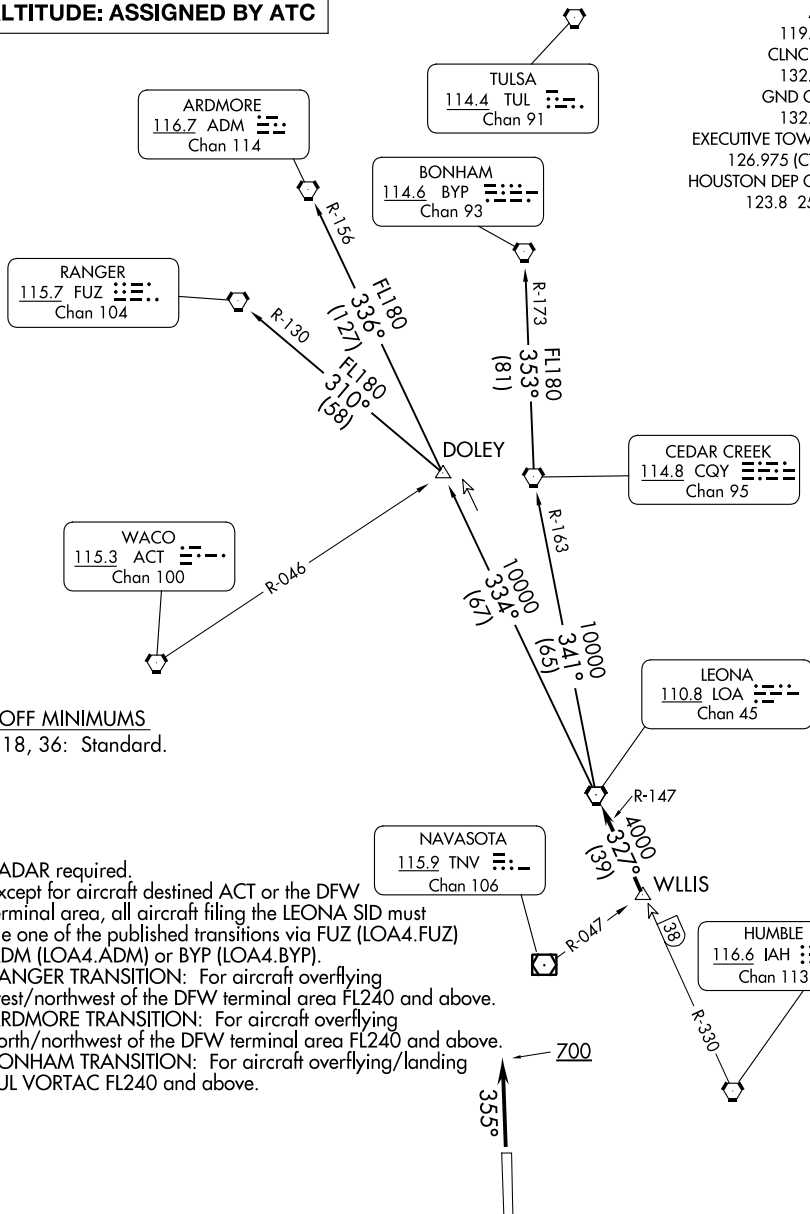 ALTITUDE: ASSIGNED BY ATC
119.
CLNC
132.
GND
132.
EXECUTIVE TOW
126.975
HOUSTON DEP
123.8
TULSA
114.4 TUL
Chan 91
ARDMORE
116.7 ADM
Chan 114
BONHAM
114.6 BYP
Chan 93
RANGER
115.7 FUZ
Chan 104
R-156
R-130
R-173
FL180
336°
(127)
FL180
310°
(58)
FL180
353°
(81)
DOLEY
CEDAR CREEK
114.8 CQY
Chan 95
WACO
115.3 ACT
Chan 100
R-046
R-163
10000
334°
(67)
10000
341°
(65)
LEONA
110.8 LOA
Chan 45
OFF MINIMUMS
18, 36: Standard.
R-147
4000
327°
(39)
NAVASOTA
115.9 TNV
Chan 106
WLLIS
R-047
38
HUMBLE
116.6 IAH
Chan 113
R-330
ADAR required.
xcept for aircraft destined ACT or the DFW
erminal area, all aircraft filing the LEONA SID must
e one of the published transitions via FUZ (LOA4.FUZ)
ADM (LOA4.ADM) or BYP (LOA4.BYP).
ANGER TRANSITION: For aircraft overflying
west/northwest of the DFW terminal area FL240 and above.
RDMORE TRANSITION: For aircraft overflying
orth/northwest of the DFW terminal area FL240 and above.
ONHAM TRANSITION: For aircraft overflying/landing
UL VORTAC FL240 and above.
700
355°